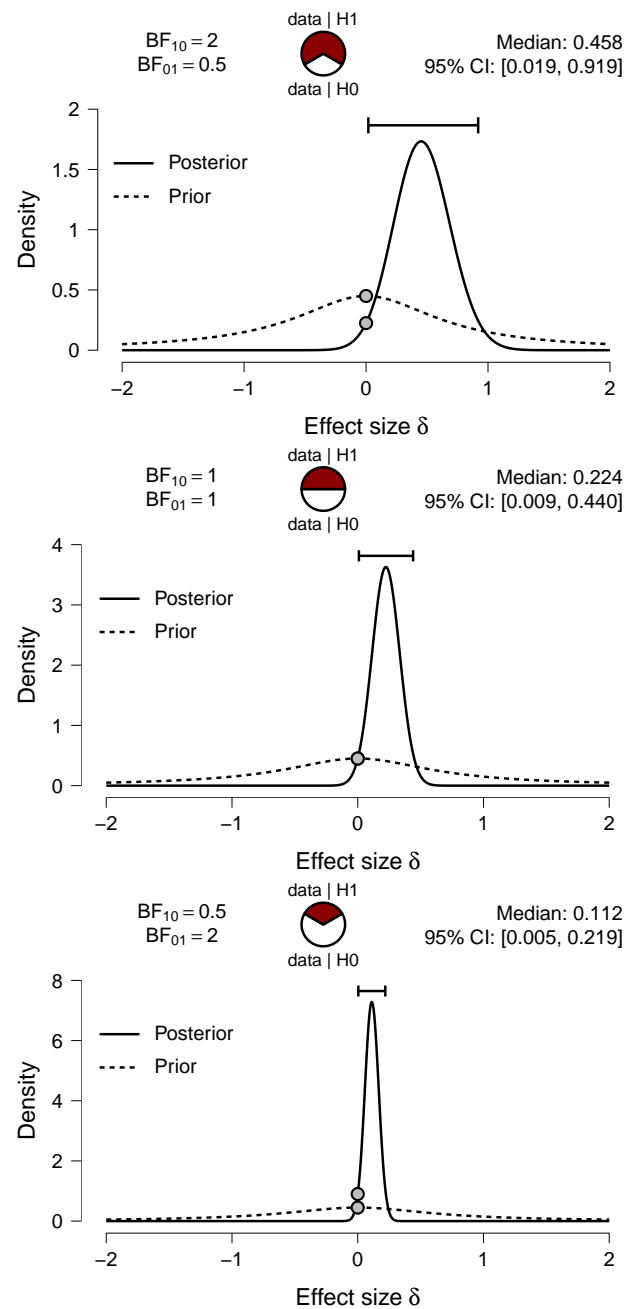 data | H1
BF10 = 2
BF01 = 0.5
Median: 0.458
95% CI: [0.019, 0.919]
data | H0
2
1.5
1
0.5
0
Density
Posterior
Prior
−2 −1 0 1 2
Effect size δ
data | H1
BF10 = 1
BF01 = 1
Median: 0.224
95% CI: [0.009, 0.440]
data | H0
4
3
2
1
0
Density
Posterior
Prior
−2 −1 0 1 2
Effect size δ
data | H1
BF10 = 0.5
BF01 = 2
Median: 0.112
95% CI: [0.005, 0.219]
data | H0
8
6
4
2
0
Density
Posterior
Prior
−2 −1 0 1 2
Effect size δ